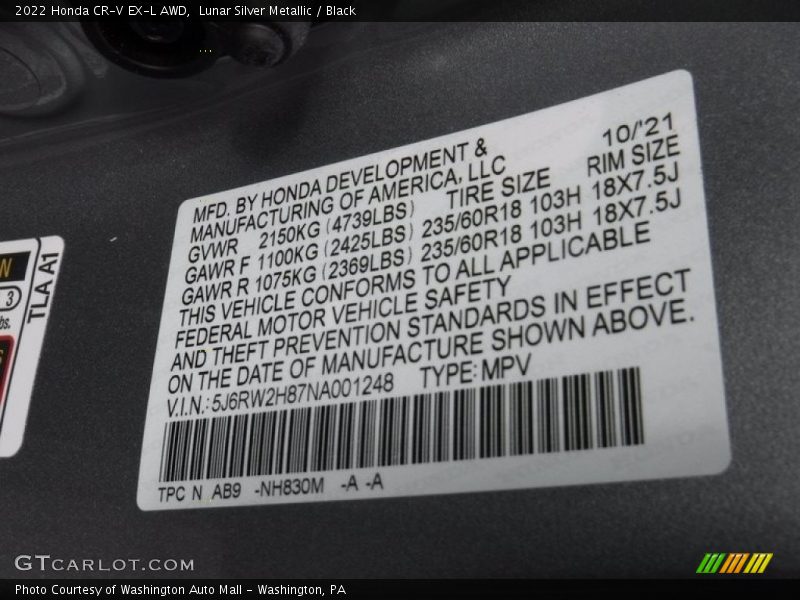 2022 Honda CR-V EX-L AWD, Lunar Silver Metallic / Black
MFD. BY HONDA DEVELOPMENT & 10/'21
MANUFACTURING OF AMERICA, LLC RIM SIZE
GVWR 2150KG (4739LBS) TIRE SIZE
GAWR F 1100KG (2425LBS) 235/60R18 103H 18X7.5J
GAWR R 1075KG (2369LBS) 235/60R18 103H 18X7.5J
THIS VEHICLE CONFORMS TO ALL APPLICABLE
FEDERAL MOTOR VEHICLE SAFETY
AND THEFT PREVENTION STANDARDS IN EFFECT
ON THE DATE OF MANUFACTURE SHOWN ABOVE.
V.I.N.: 5J6RW2H87NA001248 TYPE: MPV
TPC N AB9 -NH830M -A -A
N
3
bs.
TLA A1
GTCARLOT.COM
Photo Courtesy of Washington Auto Mall - Washington, PA